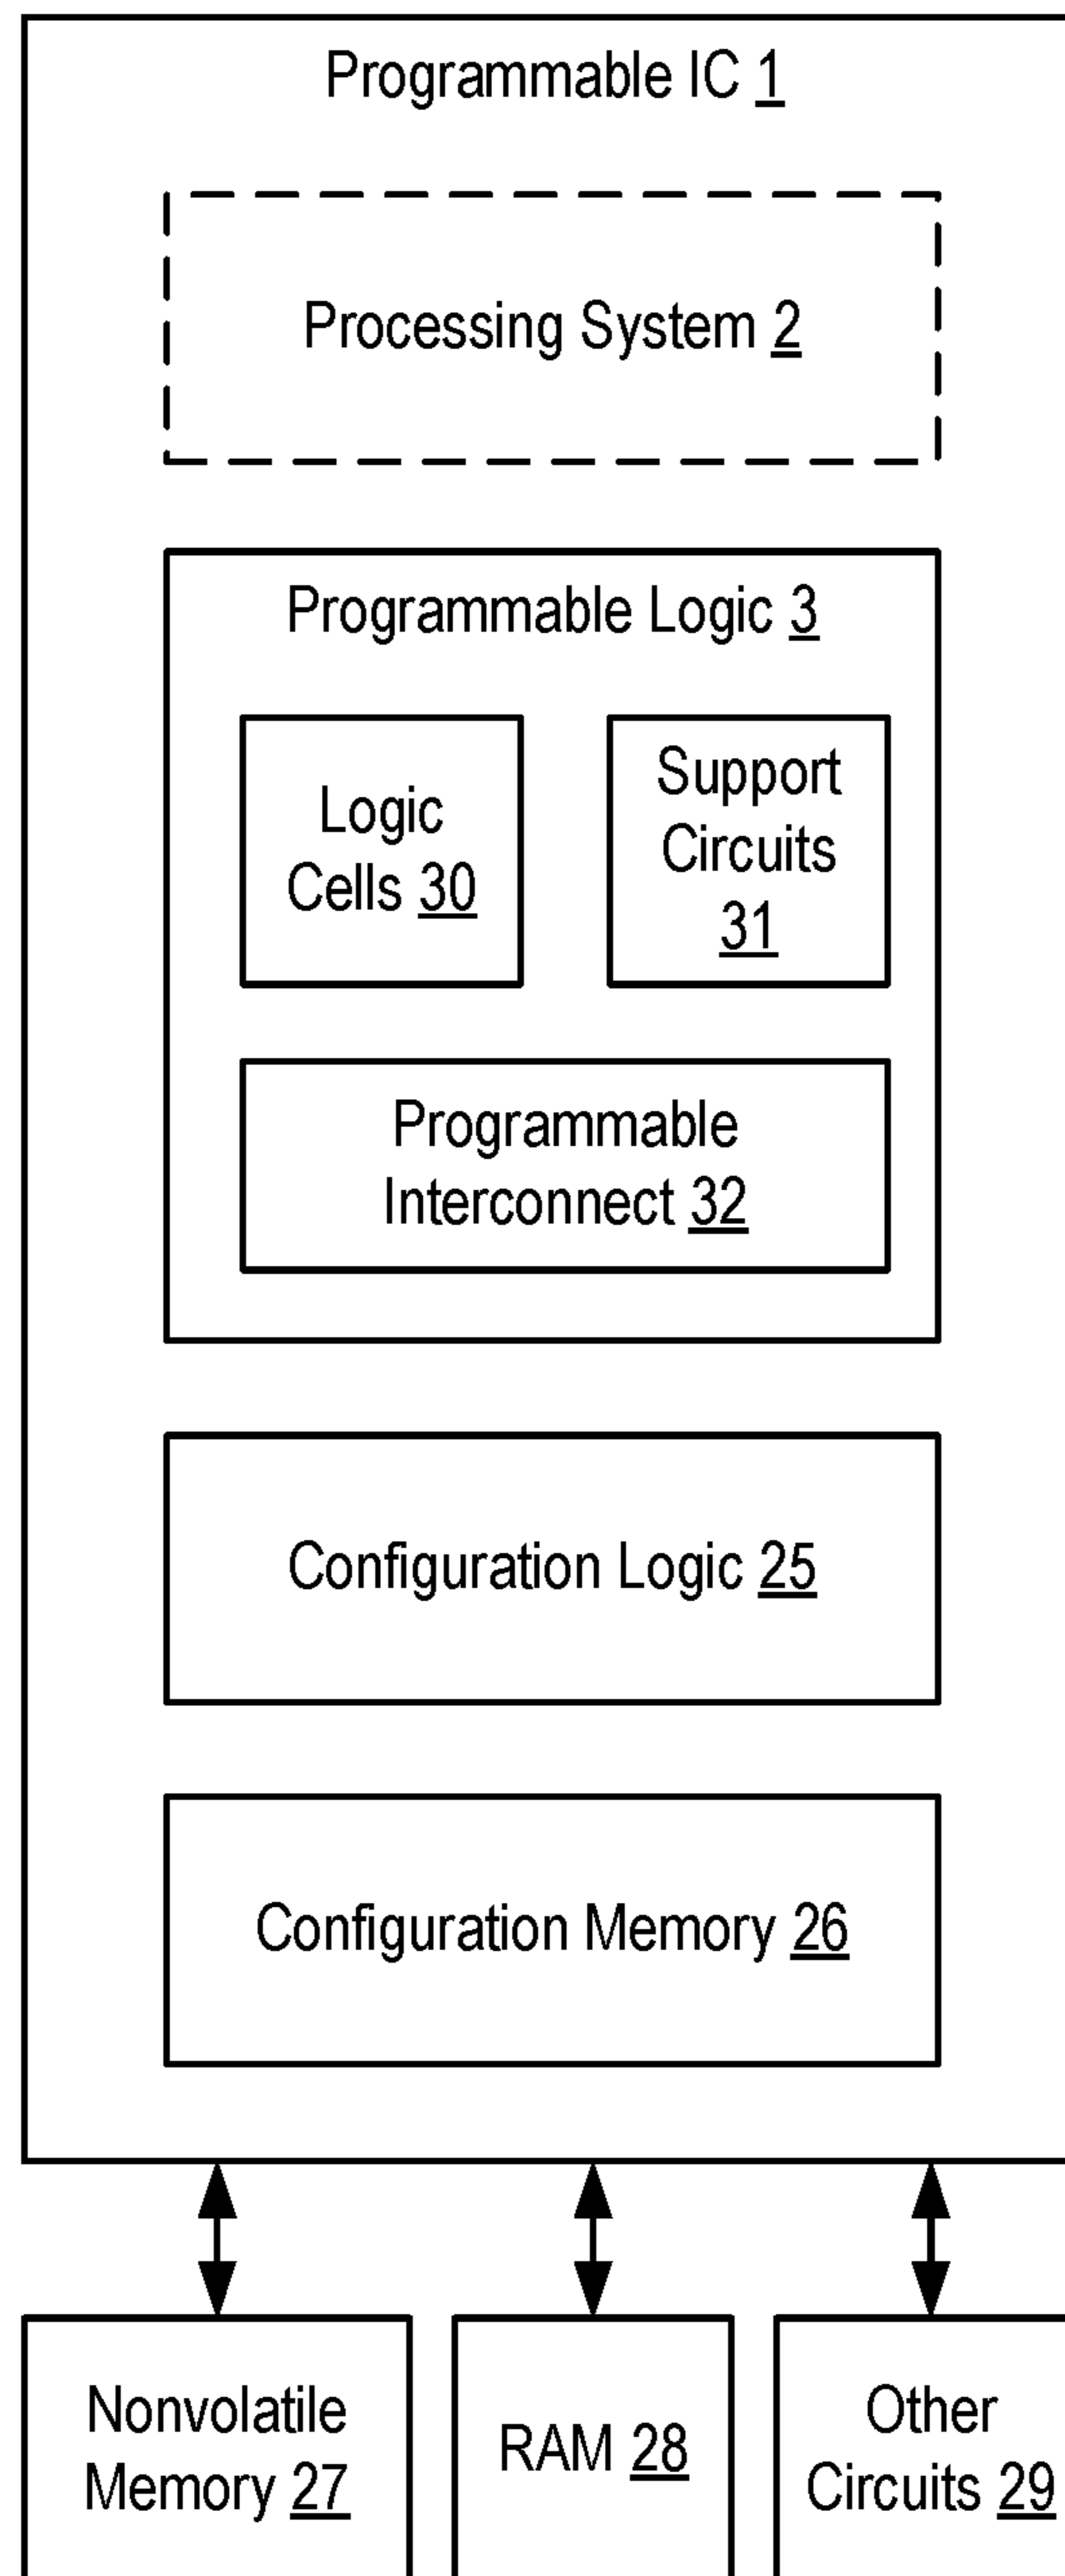 Programmable IC 1
Processing System 2
Programmable Logic 3
Logic
Cells 30
Support
Circuits
31
Programmable
Interconnect 32
Configuration Logic 25
Configuration Memory 26
Nonvolatile
Memory 27
RAM 28
Other
Circuits 29